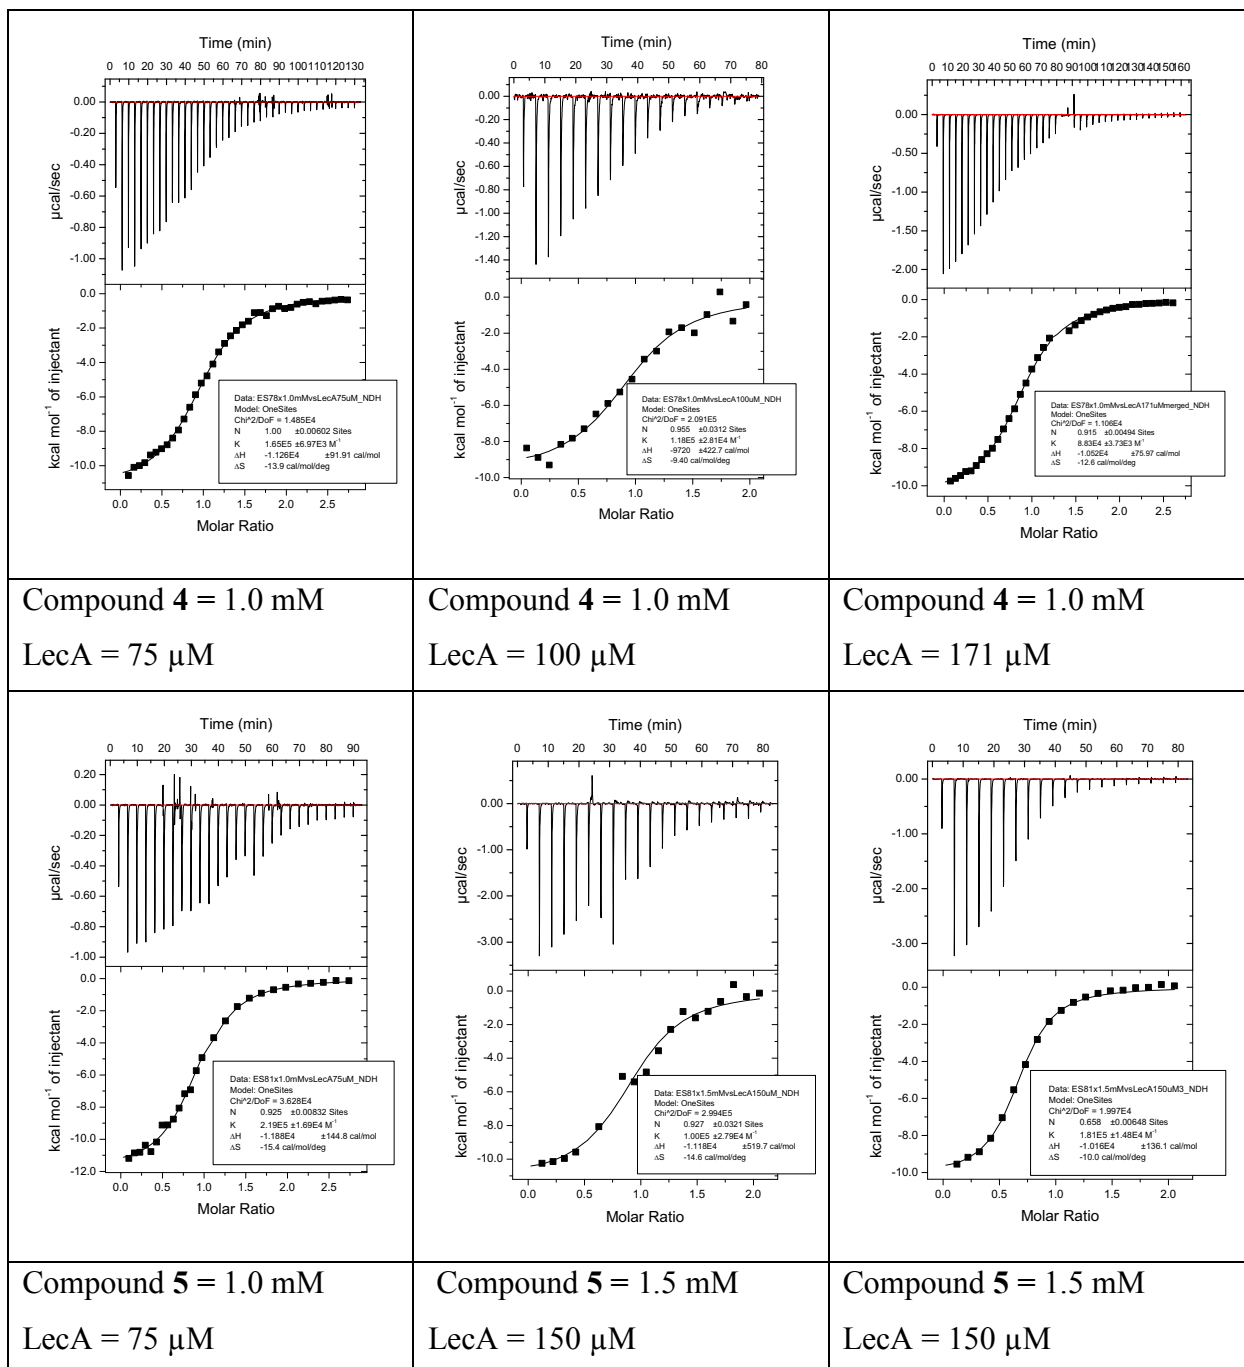 Time (min)
0 10 20 30 40 50 60 70 80 90 100 110 120 130
0.00
-0.20
-0.40
-0.60
-0.80
-1.00
µcal/sec
0.0
-2.0
-4.0
-6.0
-8.0
-10.0
kcal mol⁻¹ of injectant
Data: ES78x1.0mMvsLecA75uM_NDH
Model: OneSites
Chi^2/DoF = 1.485E4
N 1.00 ±0.00602 Sites
K 1.65E5 ±6.97E3 M⁻¹
ΔH -1.126E4 ±91.91 cal/mol
ΔS -13.9 cal/mol/deg
0.0 0.5 1.0 1.5 2.0 2.5
Molar Ratio
Time (min)
0 10 20 30 40 50 60 70 80
0.00
-0.20
-0.40
-0.60
-0.80
-1.00
-1.20
-1.40
µcal/sec
0.0
-2.0
-4.0
-6.0
-8.0
-10.0
kcal mol⁻¹ of injectant
Data: ES78x1.0mMvsLecA100uM_NDH
Model: OneSites
Chi^2/DoF = 2.091E5
N 0.955 ±0.0312 Sites
K 1.18E5 ±2.81E4 M⁻¹
ΔH -9720 ±422.7 cal/mol
ΔS -9.40 cal/mol/deg
0.0 0.5 1.0 1.5 2.0
Molar Ratio
Time (min)
0 10 20 30 40 50 60 70 80 90 100 110 120 130 140 150 160
0.00
-0.50
-1.00
-1.50
-2.00
µcal/sec
0.0
-2.0
-4.0
-6.0
-8.0
-10.0
kcal mol⁻¹ of injectant
Data: ES78x1.0mMvsLecA171uMmerged_NDH
Model: OneSites
Chi^2/DoF = 1.106E4
N 0.915 ±0.00494 Sites
K 8.83E4 ±3.73E3 M⁻¹
ΔH -1.052E4 ±75.97 cal/mol
ΔS -12.6 cal/mol/deg
0.0 0.5 1.0 1.5 2.0 2.5
Molar Ratio
Compound 4 = 1.0 mM
LecA = 75 µM
Compound 4 = 1.0 mM
LecA = 100 µM
Compound 4 = 1.0 mM
LecA = 171 µM
Time (min)
0 10 20 30 40 50 60 70 80 90
0.20
0.00
-0.20
-0.40
-0.60
-0.80
-1.00
µcal/sec
0.0
-2.0
-4.0
-6.0
-8.0
-10.0
-12.0
kcal mol⁻¹ of injectant
Data: ES81x1.0mMvsLecA75uM_NDH
Model: OneSites
Chi^2/DoF = 3.628E4
N 0.925 ±0.00832 Sites
K 2.19E5 ±1.69E4 M⁻¹
ΔH -1.188E4 ±144.8 cal/mol
ΔS -15.4 cal/mol/deg
0.0 0.5 1.0 1.5 2.0 2.5
Molar Ratio
Time (min)
0 10 20 30 40 50 60 70 80
0.00
-1.00
-2.00
-3.00
µcal/sec
0.0
-2.0
-4.0
-6.0
-8.0
-10.0
kcal mol⁻¹ of injectant
Data: ES81x1.5mMvsLecA150uM_NDH
Model: OneSites
Chi^2/DoF = 2.994E5
N 0.927 ±0.0321 Sites
K 1.00E5 ±2.79E4 M⁻¹
ΔH -1.118E4 ±519.7 cal/mol
ΔS -14.6 cal/mol/deg
0.0 0.5 1.0 1.5 2.0
Molar Ratio
Time (min)
0 10 20 30 40 50 60 70 80
0.00
-1.00
-2.00
-3.00
µcal/sec
0.0
-2.0
-4.0
-6.0
-8.0
-10.0
kcal mol⁻¹ of injectant
Data: ES81x1.5mMvsLecA150uM3_NDH
Model: OneSites
Chi^2/DoF = 1.997E4
N 0.658 ±0.00648 Sites
K 1.81E5 ±1.48E4 M⁻¹
ΔH -1.016E4 ±136.1 cal/mol
ΔS -10.0 cal/mol/deg
0.0 0.5 1.0 1.5 2.0
Molar Ratio
Compound 5 = 1.0 mM
LecA = 75 µM
Compound 5 = 1.5 mM
LecA = 150 µM
Compound 5 = 1.5 mM
LecA = 150 µM